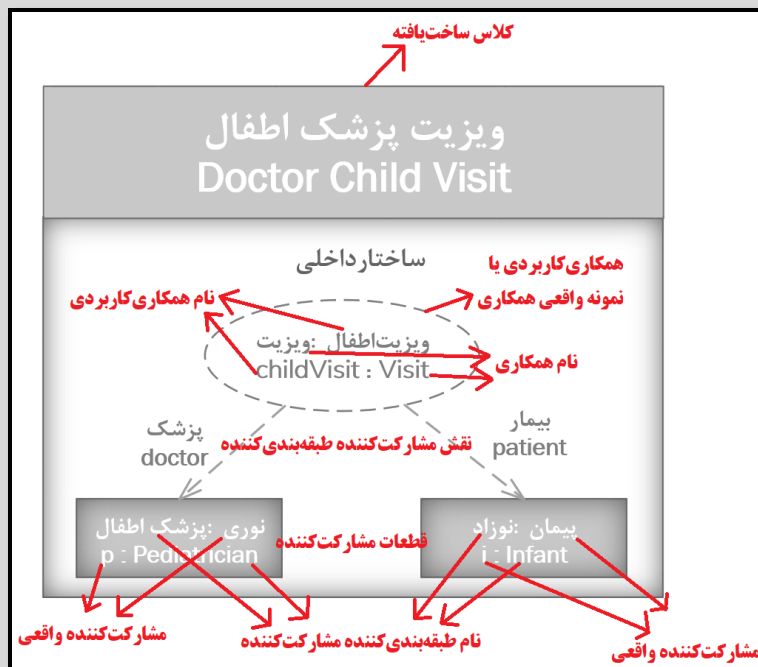 کلاس ساخت‌یافته
ویزیت پزشک اطفال
Doctor Child Visit
ساختارداخلی
همکاری‌کاربردی یا
نمونه واقعی همکاری
نام همکاری‌کاربردی
ویزیت‌اطفال :ویزیت
childVisit : Visit
نام همکاری
پزشک
doctor
بیمار
patient
نقش مشارکت‌کننده طبقه‌بندی‌کننده
نوری :پزشک اطفال
p : Pediatrician
قطعات مشارکت‌کننده
پیمان :نوزاد
i : Infant
مشارکت‌کننده واقعی
نام طبقه‌بندی‌کننده مشارکت‌کننده
مشارکت‌کننده واقعی